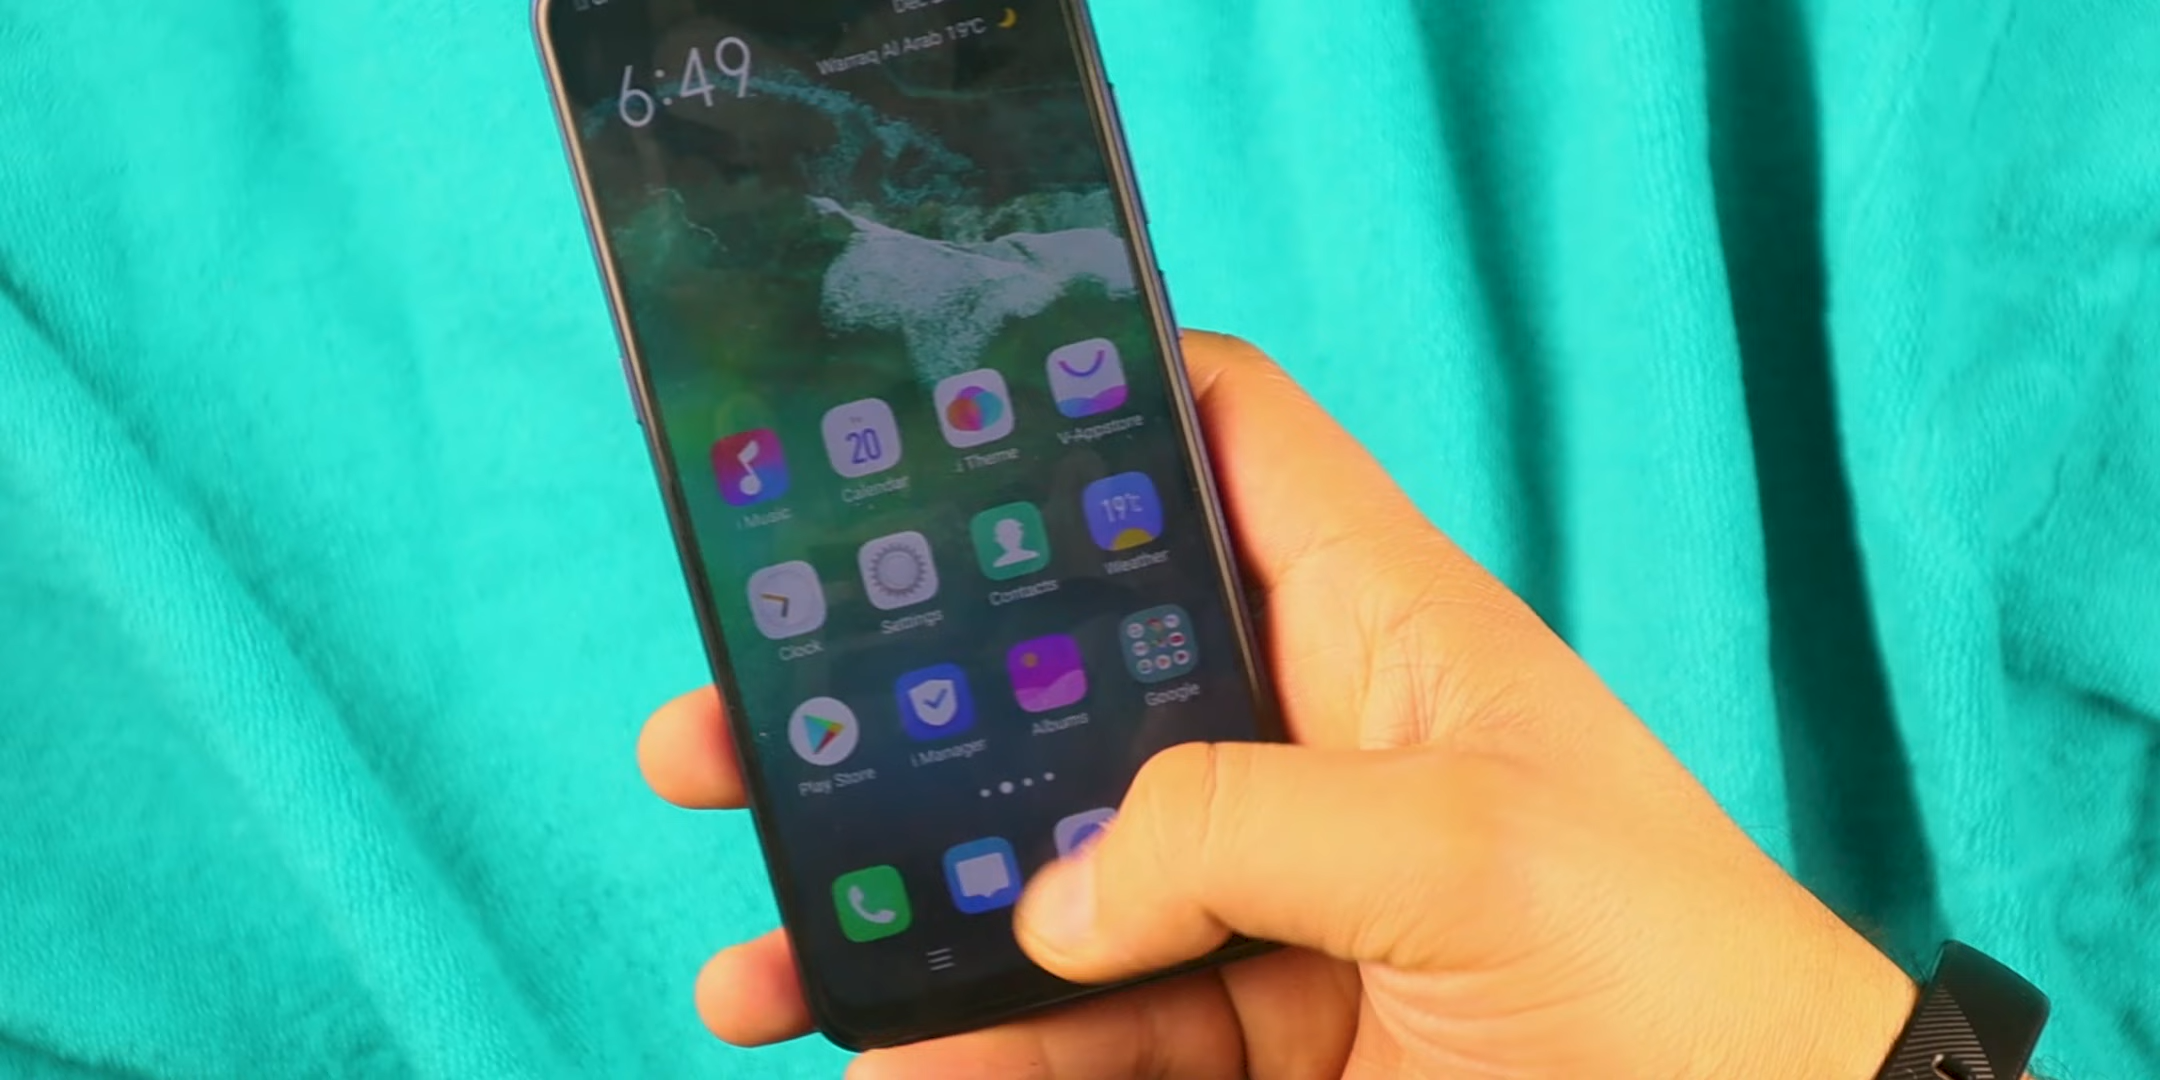 Dec
6:49
Warraq Al Arab 19°C
20
i Music
Calendar
i Theme
V-Appstore
19°c
Clock
Settings
Contacts
Weather
Play Store
i Manager
Albums
Google